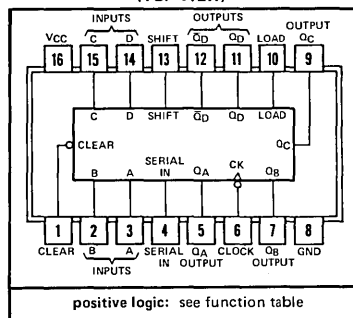 INPUTS OUTPUTS
OUTPUT
VCC C D SHIFT Q̅D QD LOAD QC
16 15 14 13 12 11 10 9
C D SHIFT Q̅D QD LOAD
CLEAR QC
SERIAL CK
B A IN QA QB
1 2 3 4 5 6 7 8
CLEAR B A SERIAL QA CLOCK QB GND
INPUTS IN OUTPUT OUTPUT
positive logic: see function table